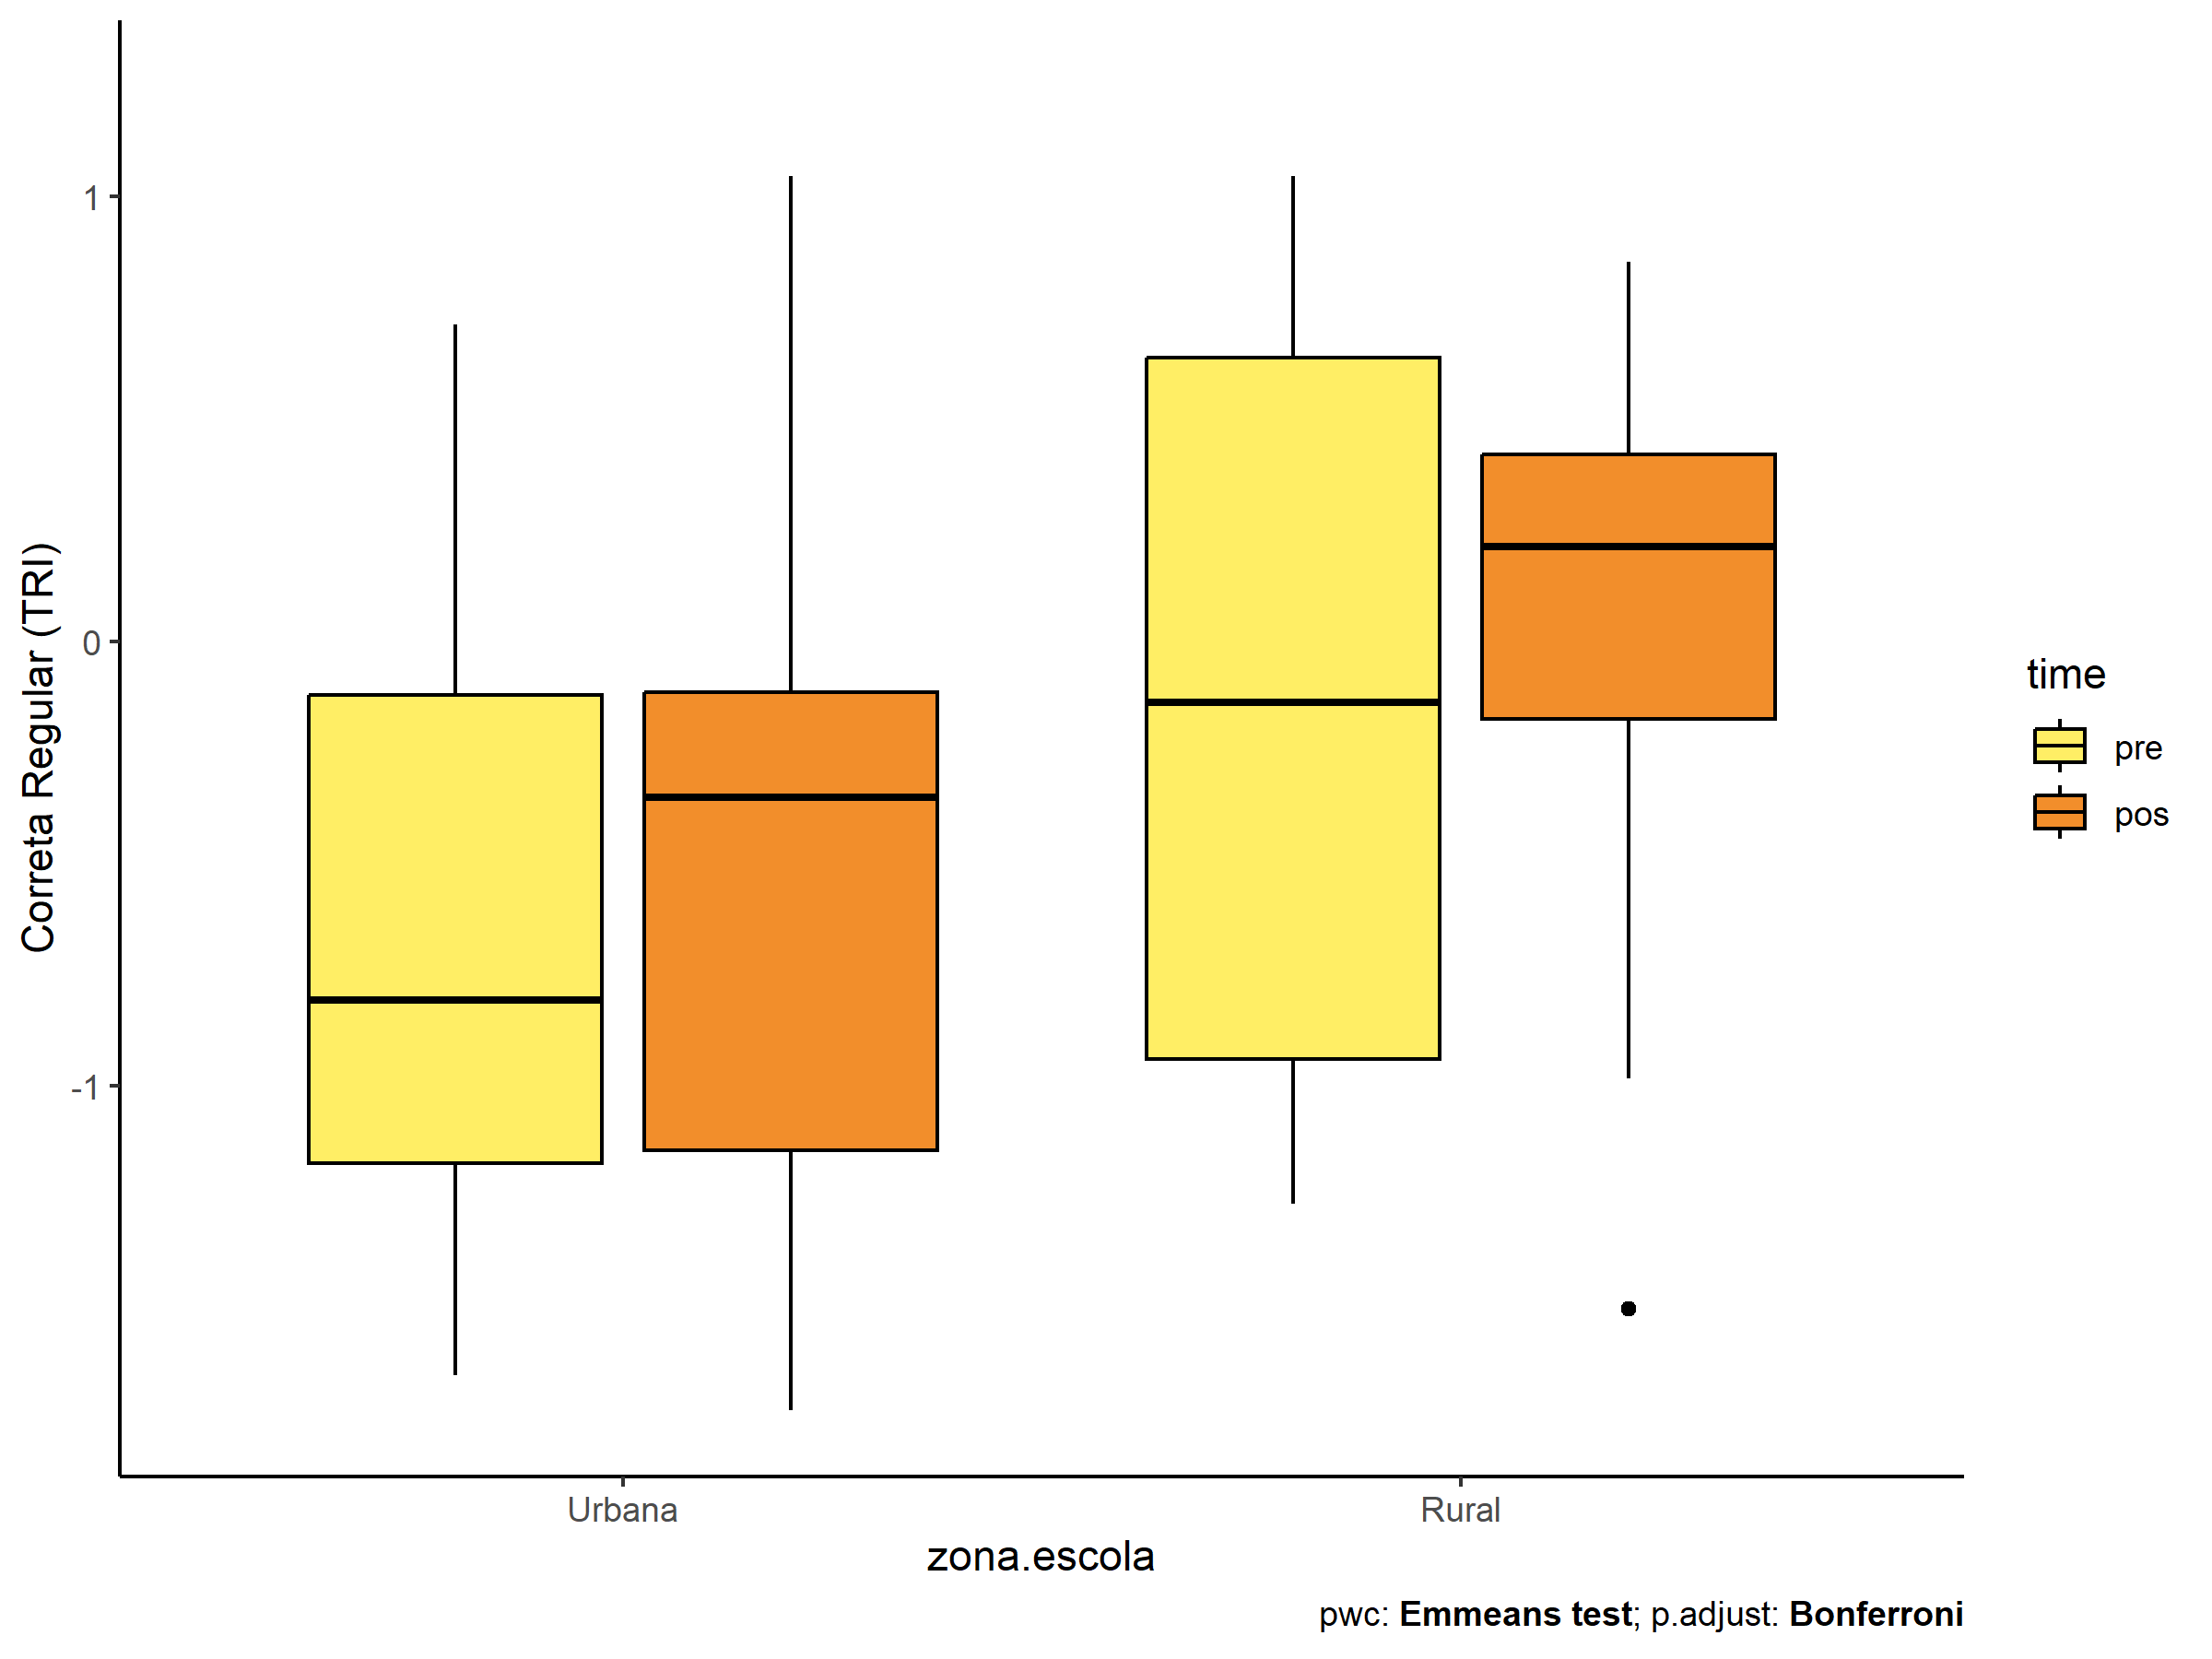 Correta Regular (TRI)
1
0
-1
Urbana
Rural
zona.escola
time
pre
pos
pwc: Emmeans test; p.adjust: Bonferroni